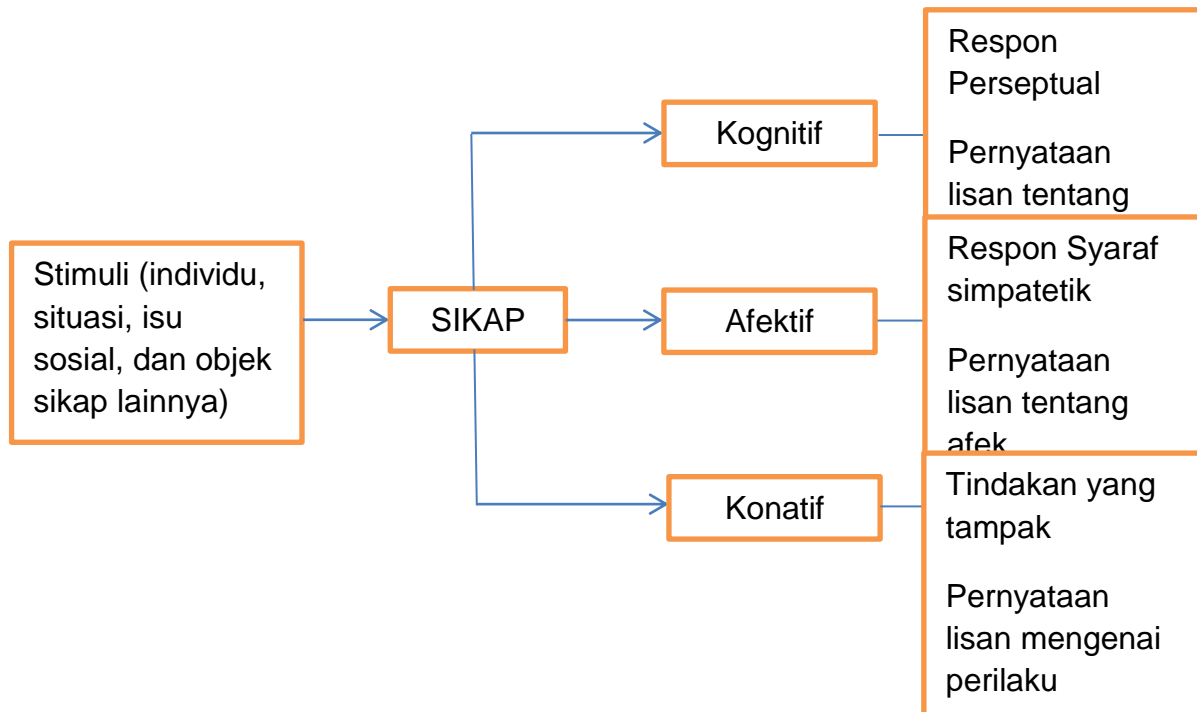 Stimuli (individu,
situasi, isu
sosial, dan objek
sikap lainnya)
SIKAP
Kognitif
Afektif
Konatif
Respon
Perseptual
Pernyataan
lisan tentang
Respon Syaraf
simpatetik
Pernyataan
lisan tentang
afek
Tindakan yang
tampak
Pernyataan
lisan mengenai
perilaku